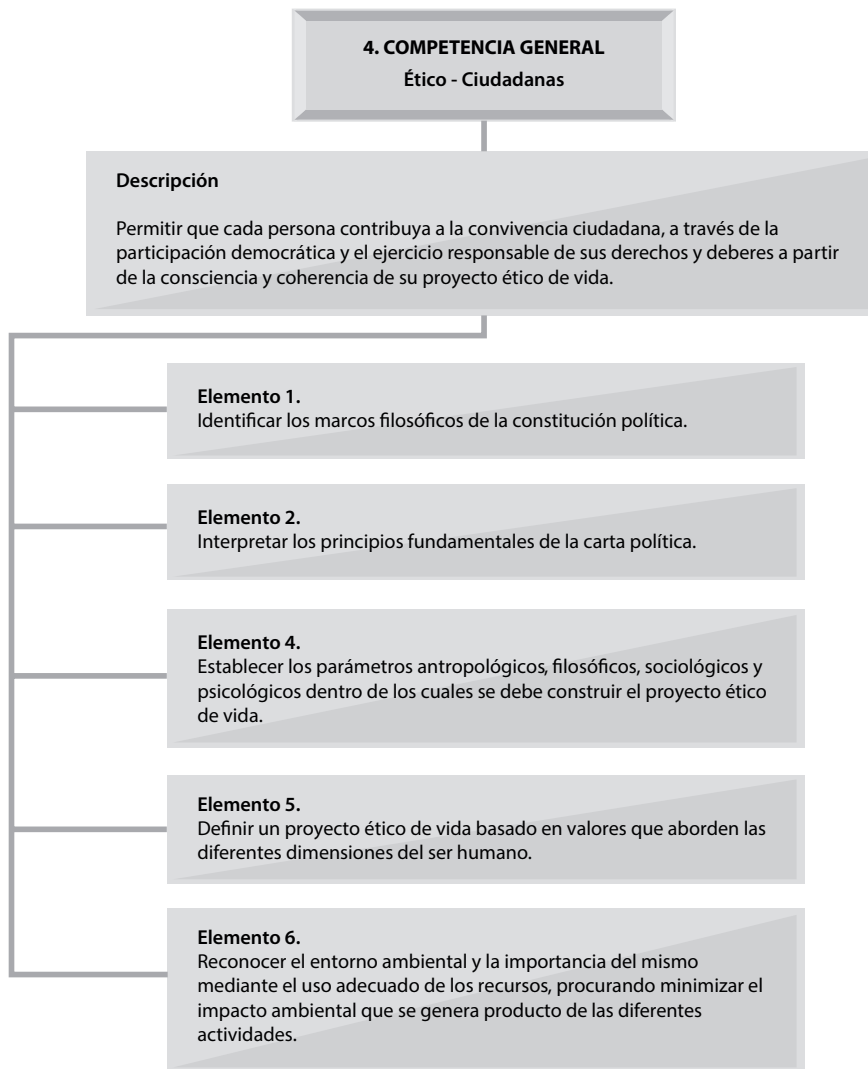 4. COMPETENCIA GENERAL
Ético - Ciudadanas
Descripción
Permitir que cada persona contribuya a la convivencia ciudadana, a través de la
participación democrática y el ejercicio responsable de sus derechos y deberes a partir
de la consciencia y coherencia de su proyecto ético de vida.
Elemento 1.
Identificar los marcos filosóficos de la constitución política.
Elemento 2.
Interpretar los principios fundamentales de la carta política.
Elemento 4.
Establecer los parámetros antropológicos, filosóficos, sociológicos y
psicológicos dentro de los cuales se debe construir el proyecto ético
de vida.
Elemento 5.
Definir un proyecto ético de vida basado en valores que aborden las
diferentes dimensiones del ser humano.
Elemento 6.
Reconocer el entorno ambiental y la importancia del mismo
mediante el uso adecuado de los recursos, procurando minimizar el
impacto ambiental que se genera producto de las diferentes
actividades.